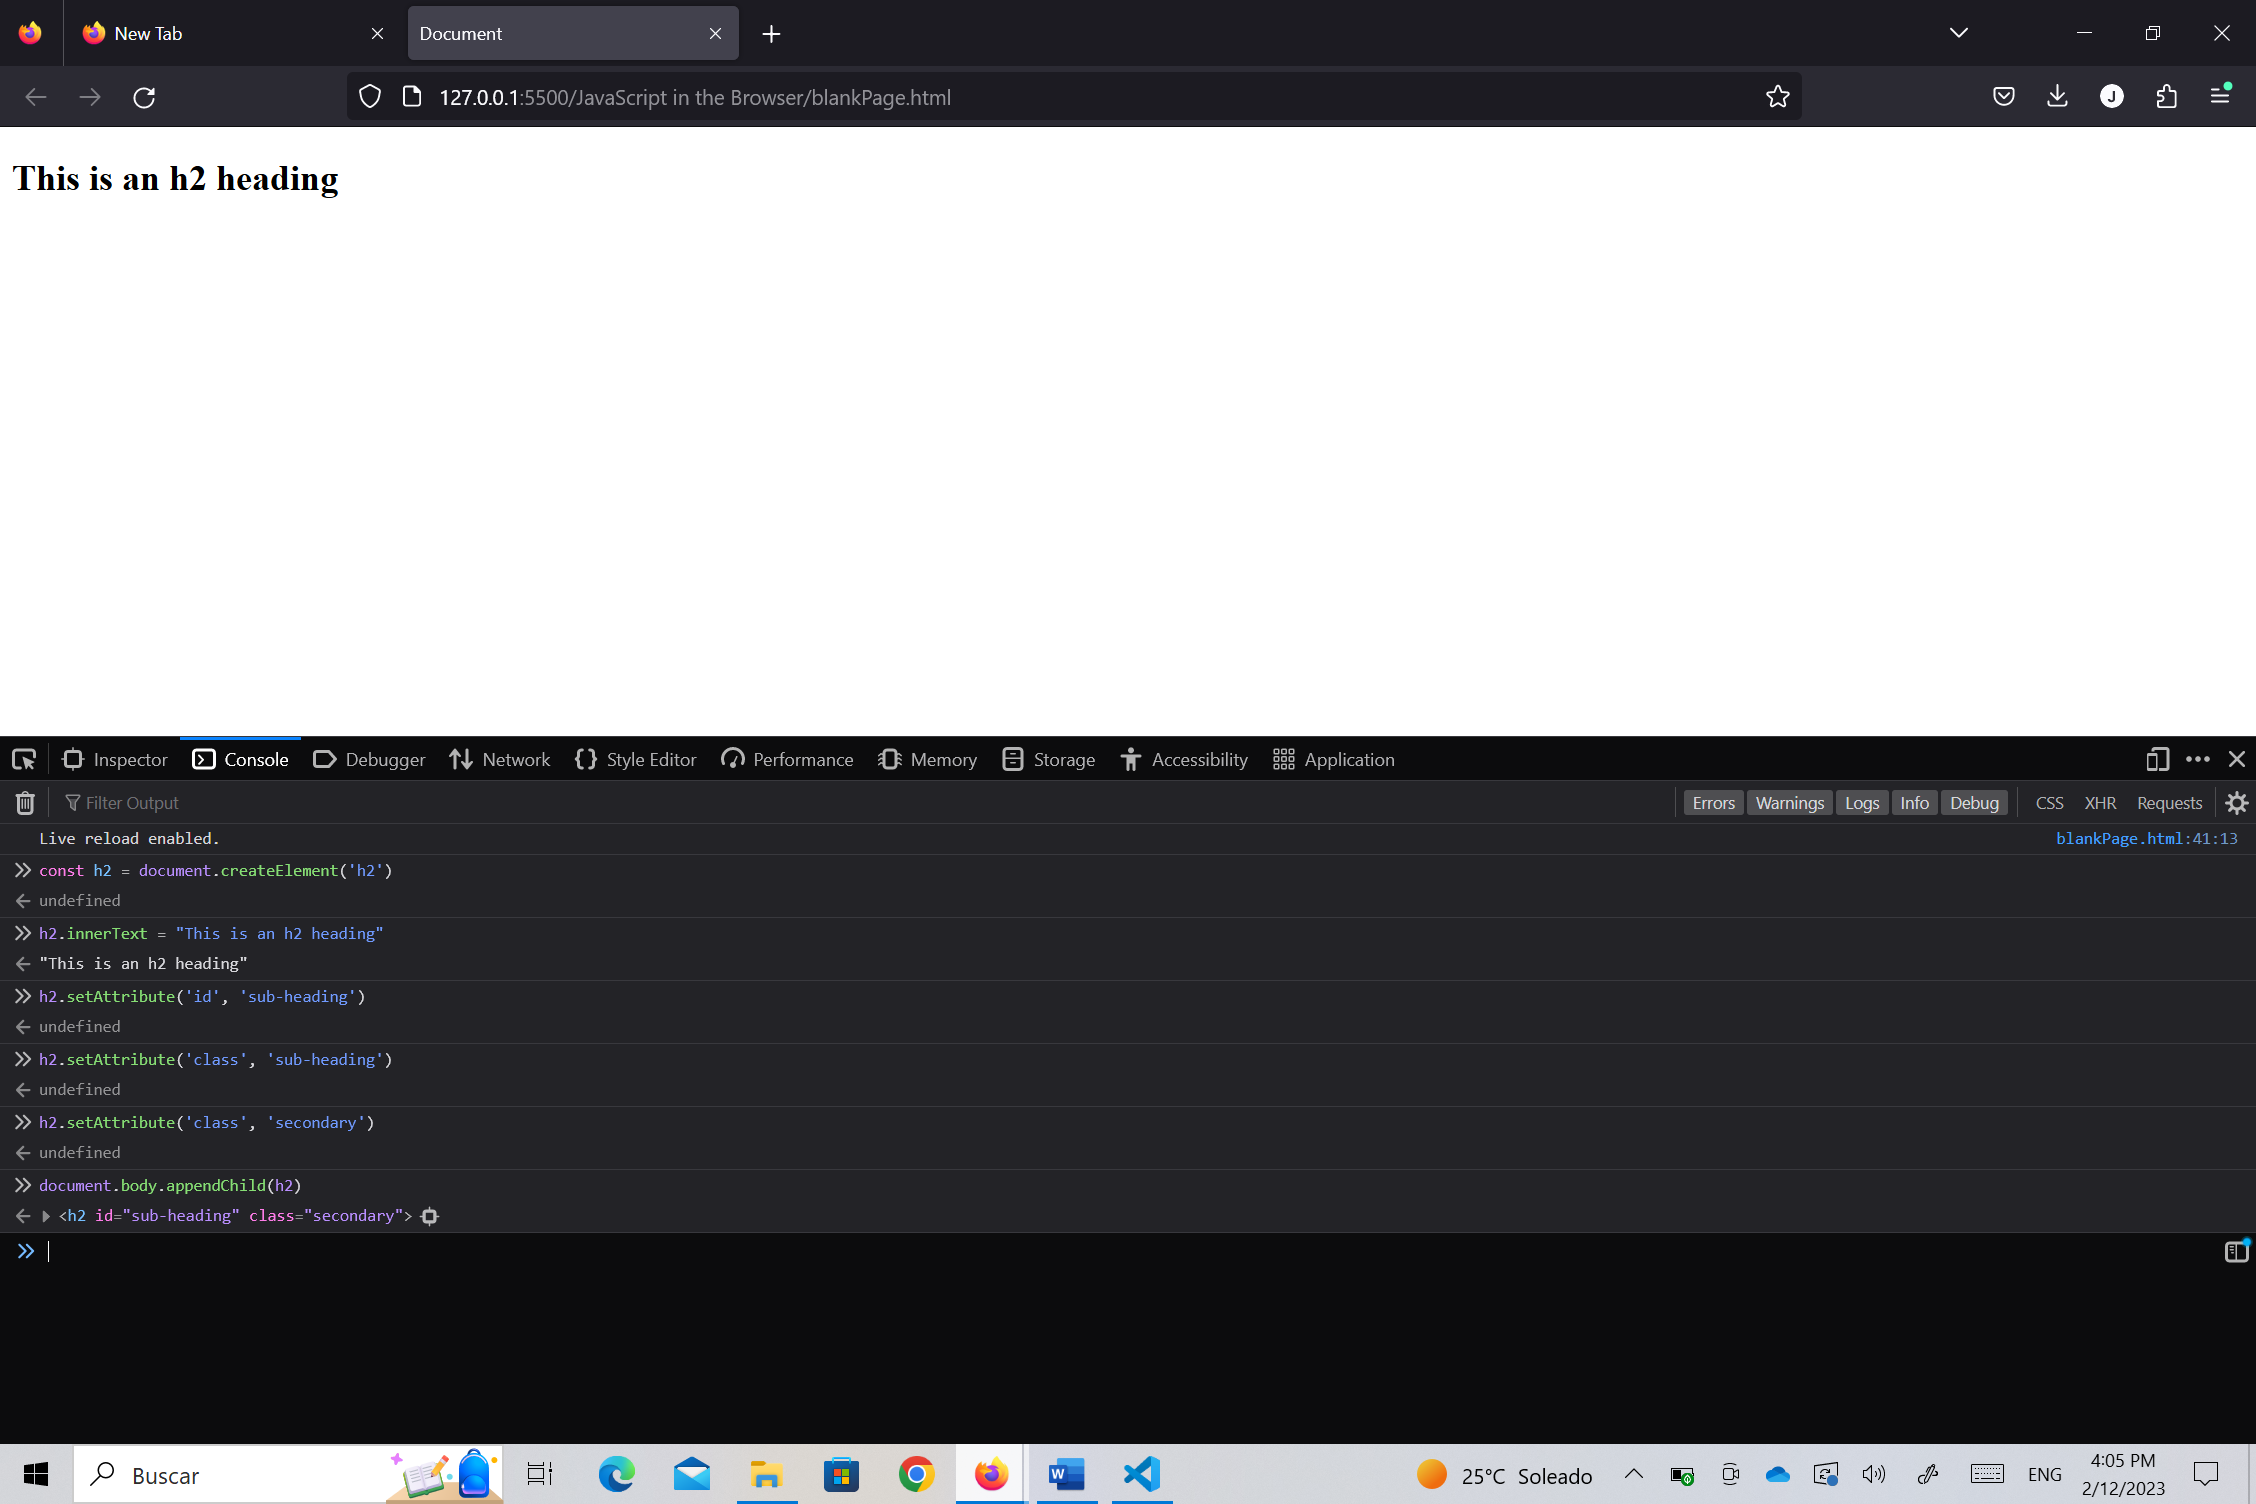 New Tab
Document
127.0.0.1:5500/JavaScript in the Browser/blankPage.html
J
This is an h2 heading
Inspector Console Debugger Network Style Editor Performance Memory Storage Accessibility Application
Filter Output Errors Warnings Logs Info Debug CSS XHR Requests
Live reload enabled. blankPage.html:41:13
const h2 = document.createElement('h2')
undefined
h2.innerText = "This is an h2 heading"
"This is an h2 heading"
h2.setAttribute('id', 'sub-heading')
undefined
h2.setAttribute('class', 'sub-heading')
undefined
h2.setAttribute('class', 'secondary')
undefined
document.body.appendChild(h2)
<h2 id="sub-heading" class="secondary">
Buscar
W
25°C Soleado
ENG
4:05 PM
2/12/2023